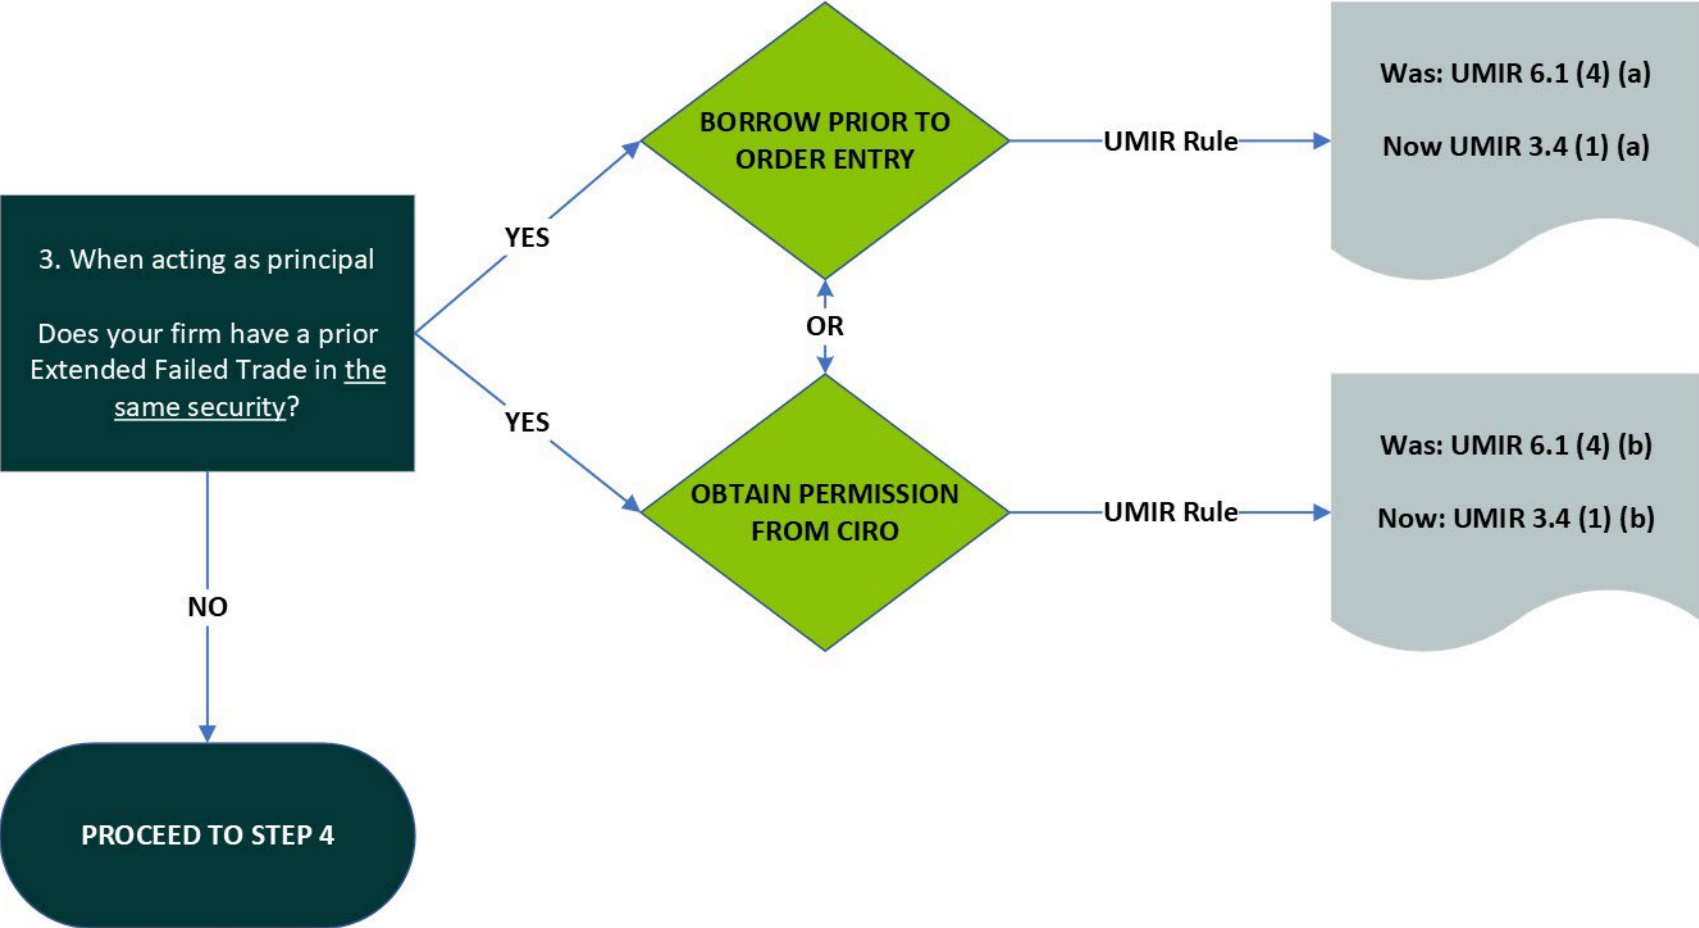 3. When acting as principal
Does your firm have a prior
Extended Failed Trade in the
same security?
YES
BORROW PRIOR TO
ORDER ENTRY
UMIR Rule
Was: UMIR 6.1 (4) (a)
Now UMIR 3.4 (1) (a)
OR
YES
OBTAIN PERMISSION
FROM CIRO
UMIR Rule
Was: UMIR 6.1 (4) (b)
Now: UMIR 3.4 (1) (b)
NO
PROCEED TO STEP 4